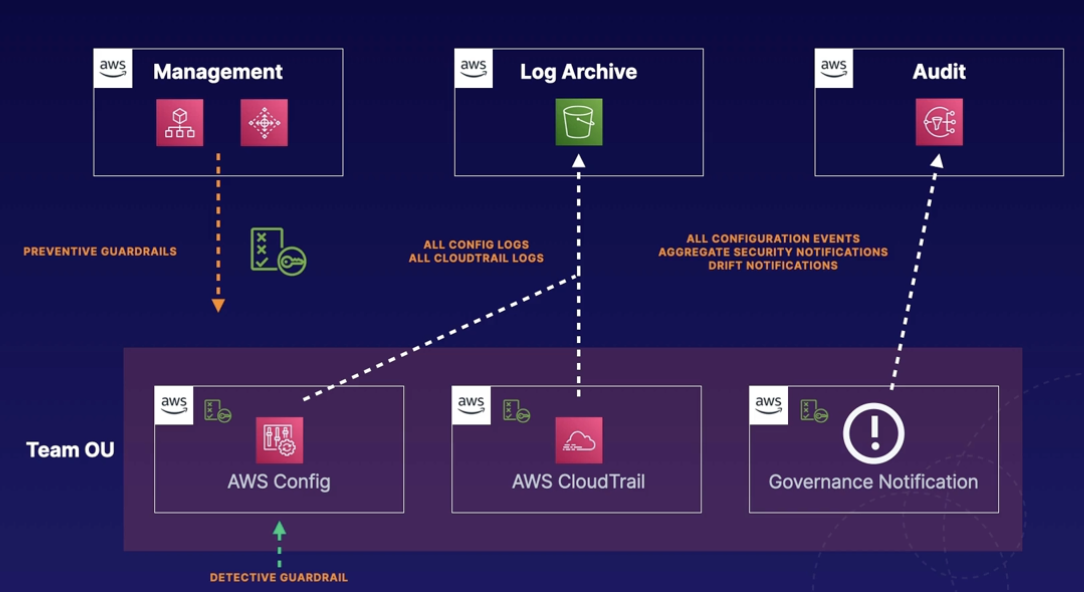 aws Management
aws Log Archive
aws Audit
PREVENTIVE GUARDRAILS
ALL CONFIG LOGS
ALL CLOUDTRAIL LOGS
ALL CONFIGURATION EVENTS
AGGREGATE SECURITY NOTIFICATIONS
DRIFT NOTIFICATIONS
Team OU
aws
AWS Config
aws
AWS CloudTrail
aws
!
Governance Notification
DETECTIVE GUARDRAIL